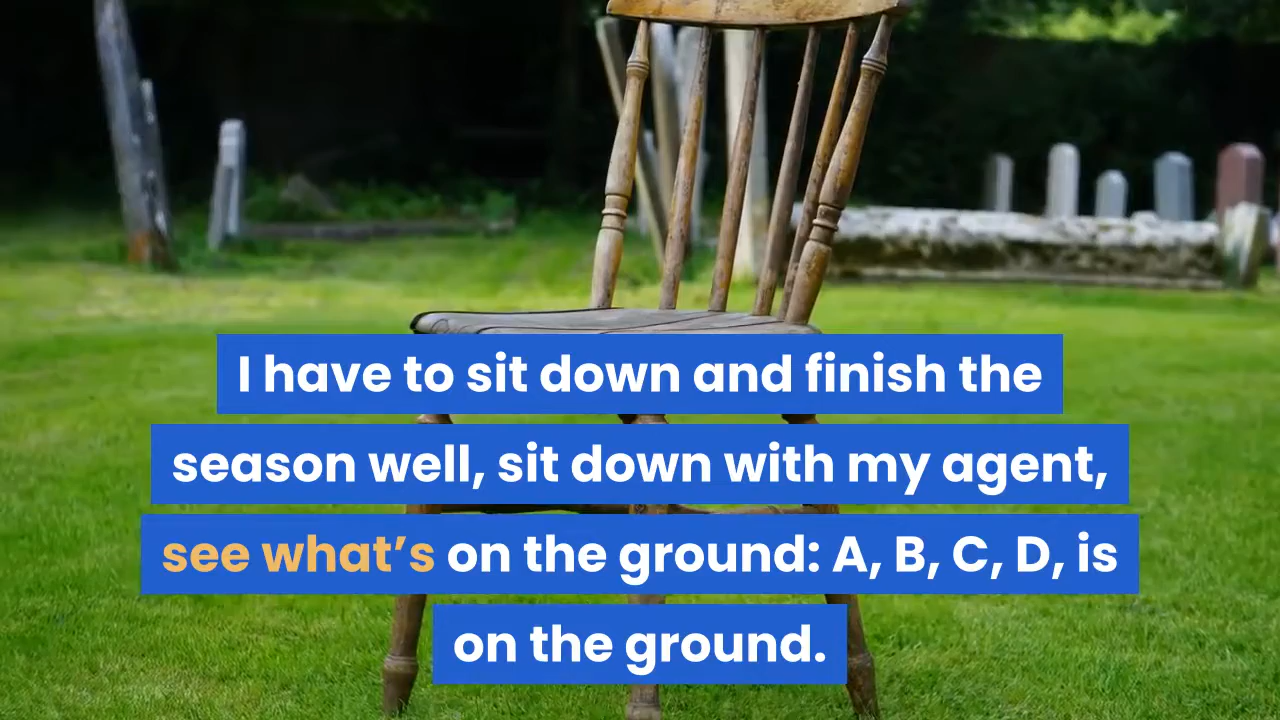 I have to sit down and finish the
season well, sit down with my agent,
see what's on the ground: A, B, C, D, is
on the ground.